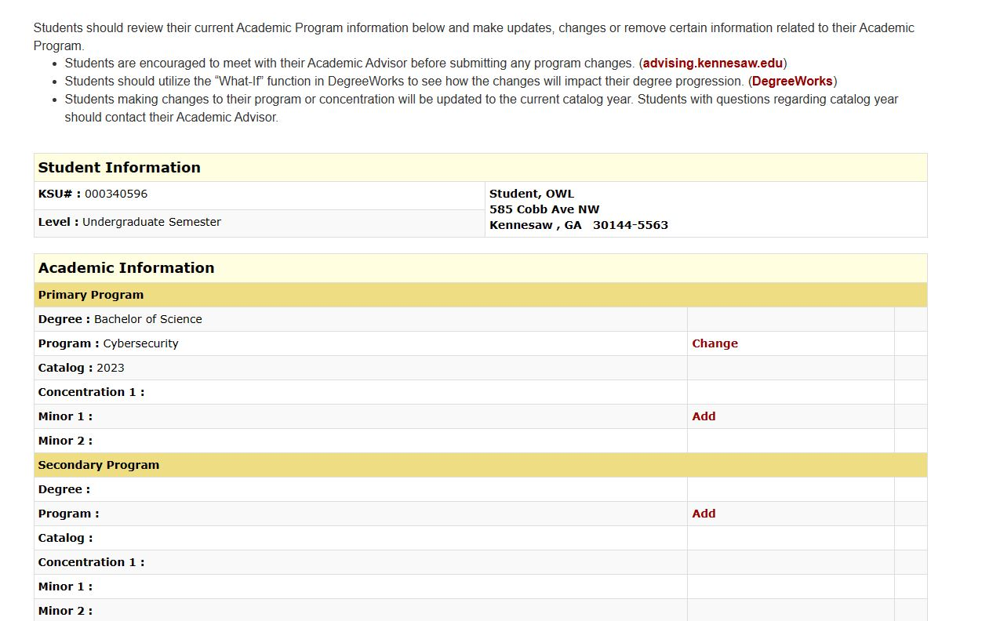 Students should review their current Academic Program information below and make updates, changes or remove certain information related to their Academic
Program.
• Students are encouraged to meet with their Academic Advisor before submitting any program changes. (advising.kennesaw.edu)
• Students should utilize the “What-If” function in DegreeWorks to see how the changes will impact their degree progression. (DegreeWorks)
• Students making changes to their program or concentration will be updated to the current catalog year. Students with questions regarding catalog year
should contact their Academic Advisor.
Student Information
KSU# : 000340596
Level : Undergraduate Semester
Student, OWL
585 Cobb Ave NW
Kennesaw , GA 30144-5563
Academic Information
Primary Program
Degree : Bachelor of Science
Program : Cybersecurity Change
Catalog : 2023
Concentration 1 :
Minor 1 : Add
Minor 2 :
Secondary Program
Degree :
Program : Add
Catalog :
Concentration 1 :
Minor 1 :
Minor 2 :